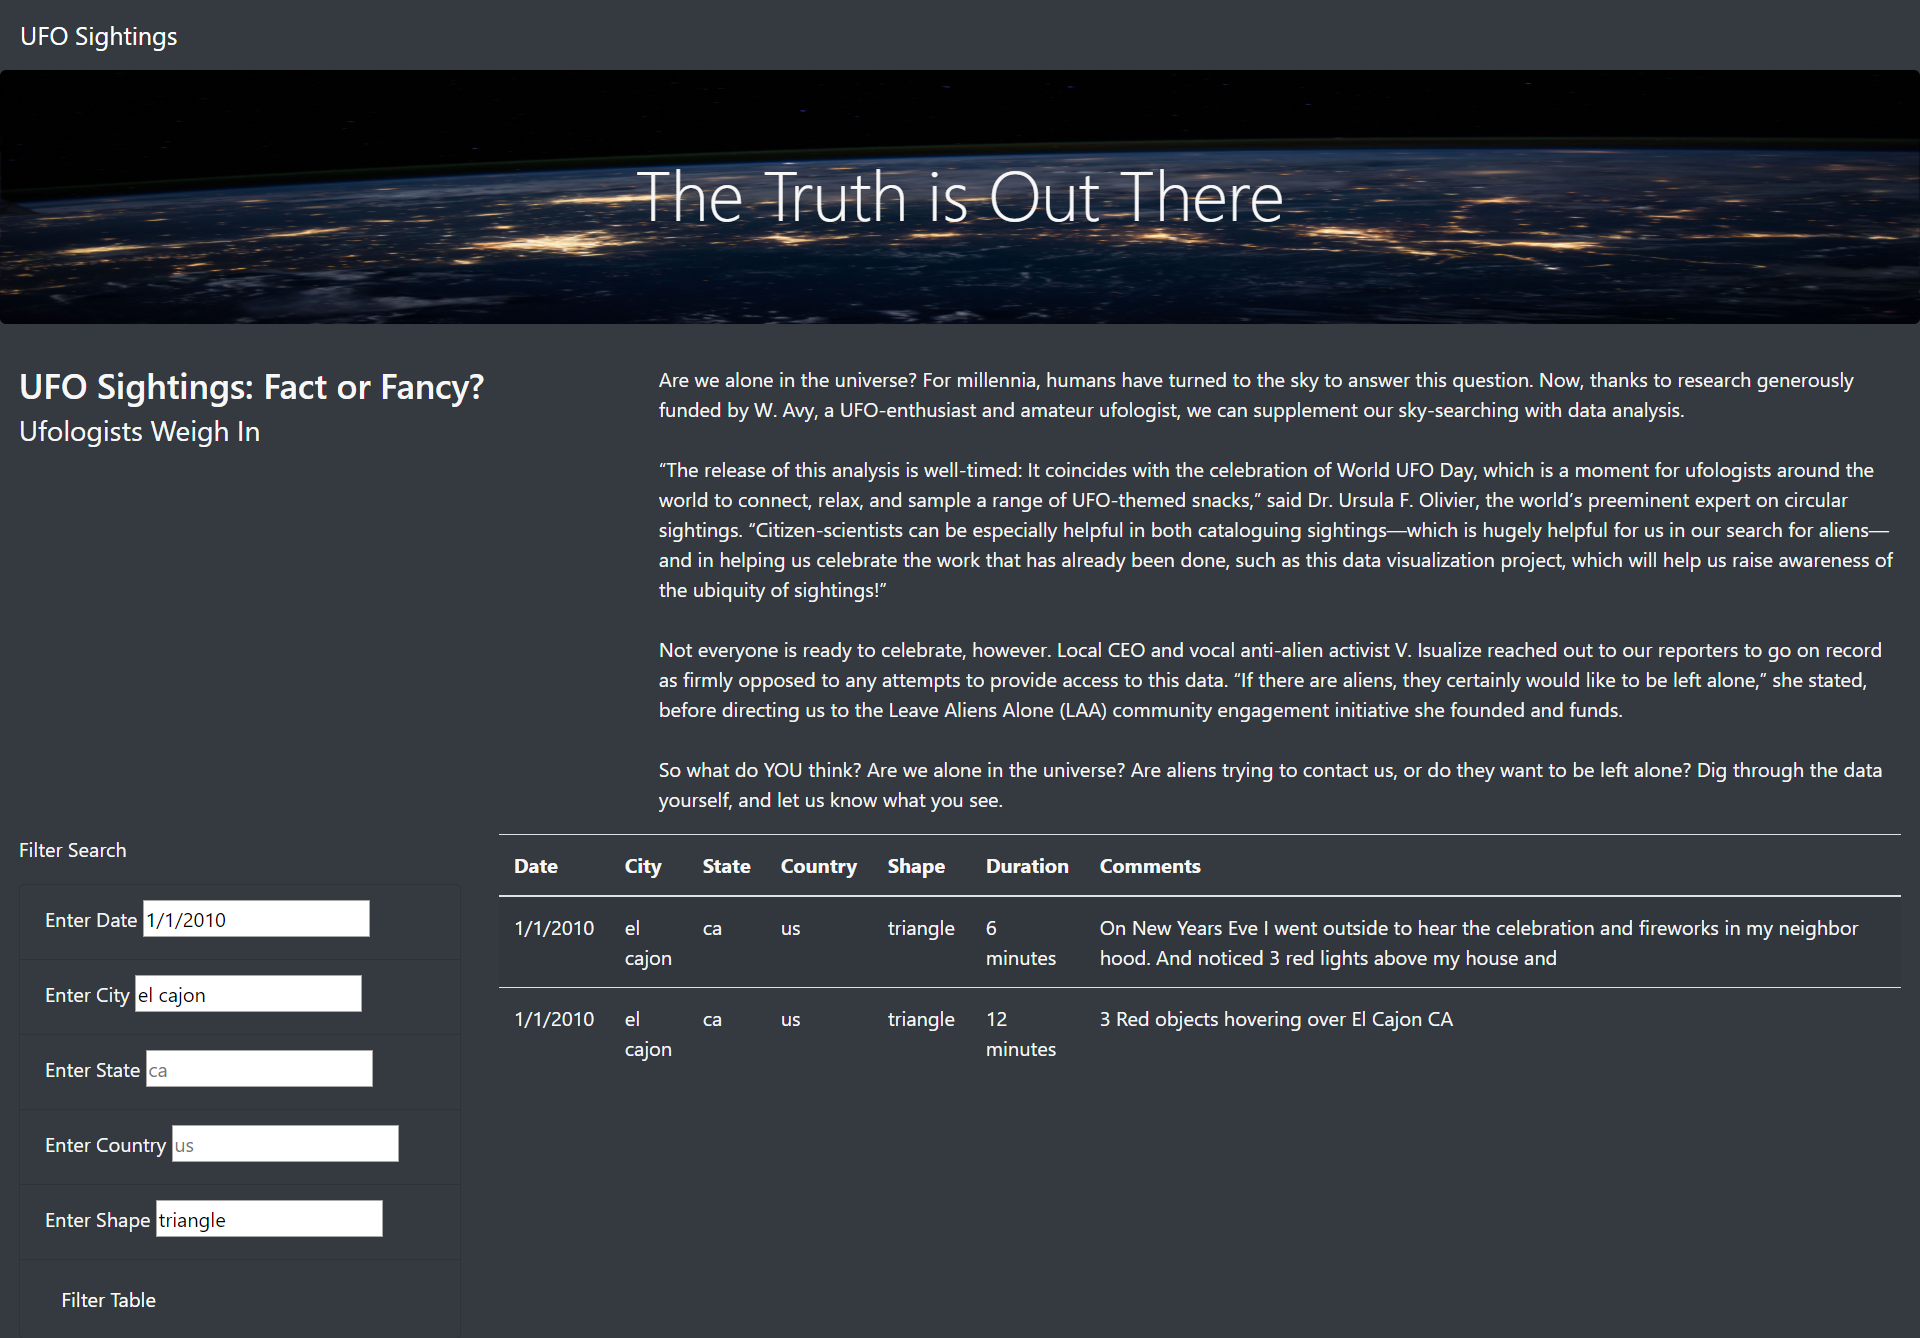 UFO Sightings
The Truth is Out There
UFO Sightings: Fact or Fancy?
Ufologists Weigh In
Are we alone in the universe? For millennia, humans have turned to the sky to answer this question. Now, thanks to research generously
funded by W. Avy, a UFO-enthusiast and amateur ufologist, we can supplement our sky-searching with data analysis.
“The release of this analysis is well-timed: It coincides with the celebration of World UFO Day, which is a moment for ufologists around the
world to connect, relax, and sample a range of UFO-themed snacks,” said Dr. Ursula F. Olivier, the world’s preeminent expert on circular
sightings. “Citizen-scientists can be especially helpful in both cataloguing sightings—which is hugely helpful for us in our search for aliens—
and in helping us celebrate the work that has already been done, such as this data visualization project, which will help us raise awareness of
the ubiquity of sightings!”
Not everyone is ready to celebrate, however. Local CEO and vocal anti-alien activist V. Isualize reached out to our reporters to go on record
as firmly opposed to any attempts to provide access to this data. “If there are aliens, they certainly would like to be left alone,” she stated,
before directing us to the Leave Aliens Alone (LAA) community engagement initiative she founded and funds.
So what do YOU think? Are we alone in the universe? Are aliens trying to contact us, or do they want to be left alone? Dig through the data
yourself, and let us know what you see.
Filter Search
Enter Date 1/1/2010
Enter City el cajon
Enter State ca
Enter Country us
Enter Shape triangle
Filter Table
Date City State Country Shape Duration Comments
1/1/2010 el ca us triangle 6 On New Years Eve I went outside to hear the celebration and fireworks in my neighbor
cajon minutes hood. And noticed 3 red lights above my house and
1/1/2010 el ca us triangle 12 3 Red objects hovering over El Cajon CA
cajon minutes